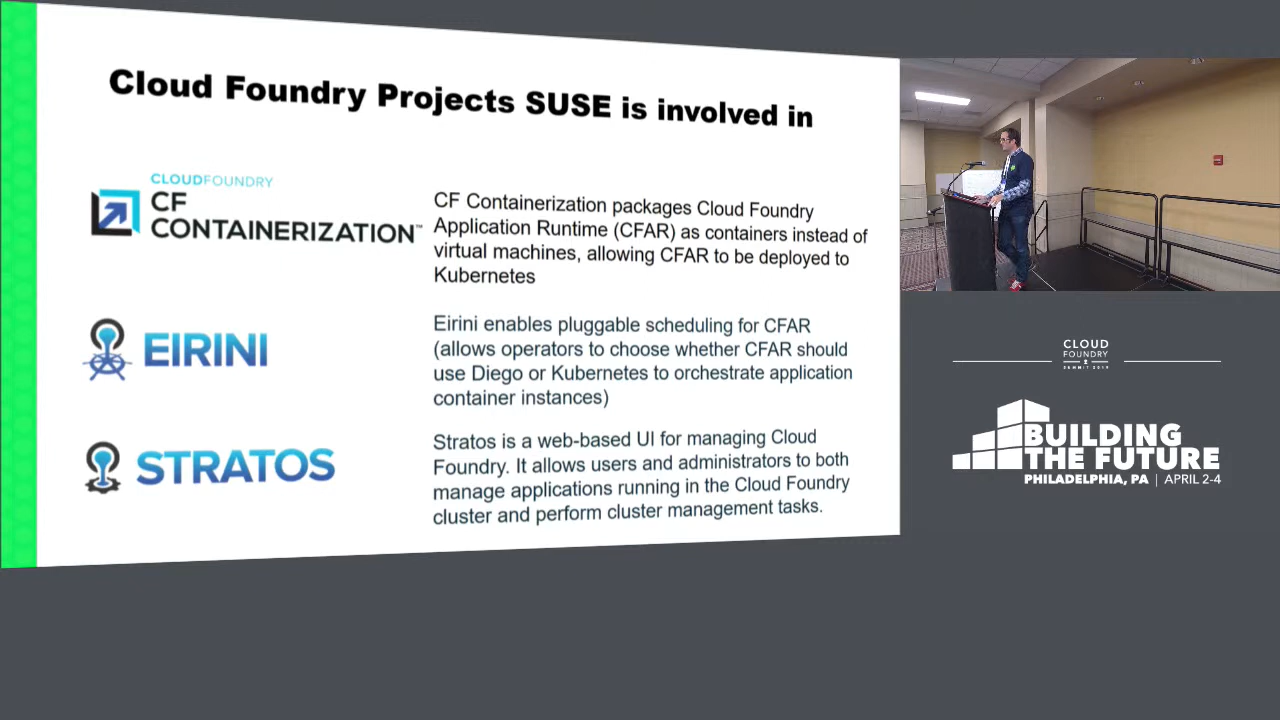 Cloud Foundry Projects SUSE is involved in
CLOUDFOUNDRY
CF
CONTAINERIZATION™
CF Containerization packages Cloud Foundry
Application Runtime (CFAR) as containers instead of
virtual machines, allowing CFAR to be deployed to
Kubernetes
EIRINI
Eirini enables pluggable scheduling for CFAR
(allows operators to choose whether CFAR should
use Diego or Kubernetes to orchestrate application
container instances)
STRATOS
Stratos is a web-based UI for managing Cloud
Foundry. It allows users and administrators to both
manage applications running in the Cloud Foundry
cluster and perform cluster management tasks.
CLOUD
FOUNDRY
SUMMIT 2019
BUILDING
THE FUTURE
PHILADELPHIA, PA | APRIL 2-4